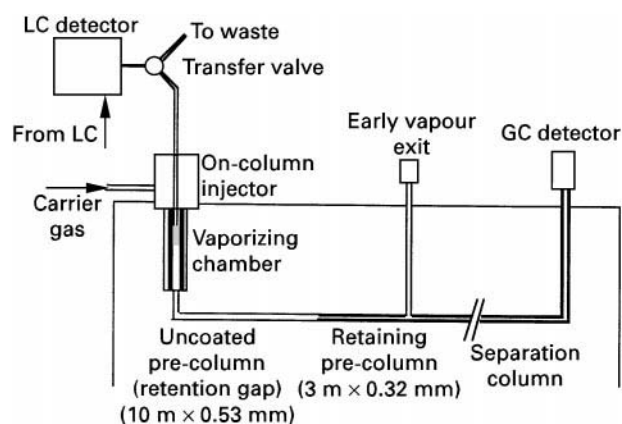 LC detector
To waste
Transfer valve
From LC
On-column
injector
Carrier
gas
Vaporizing
chamber
Early vapour
exit
GC detector
Uncoated
pre-column
(retention gap)
(10 m × 0.53 mm)
Retaining
pre-column
(3 m × 0.32 mm)
Separation
column